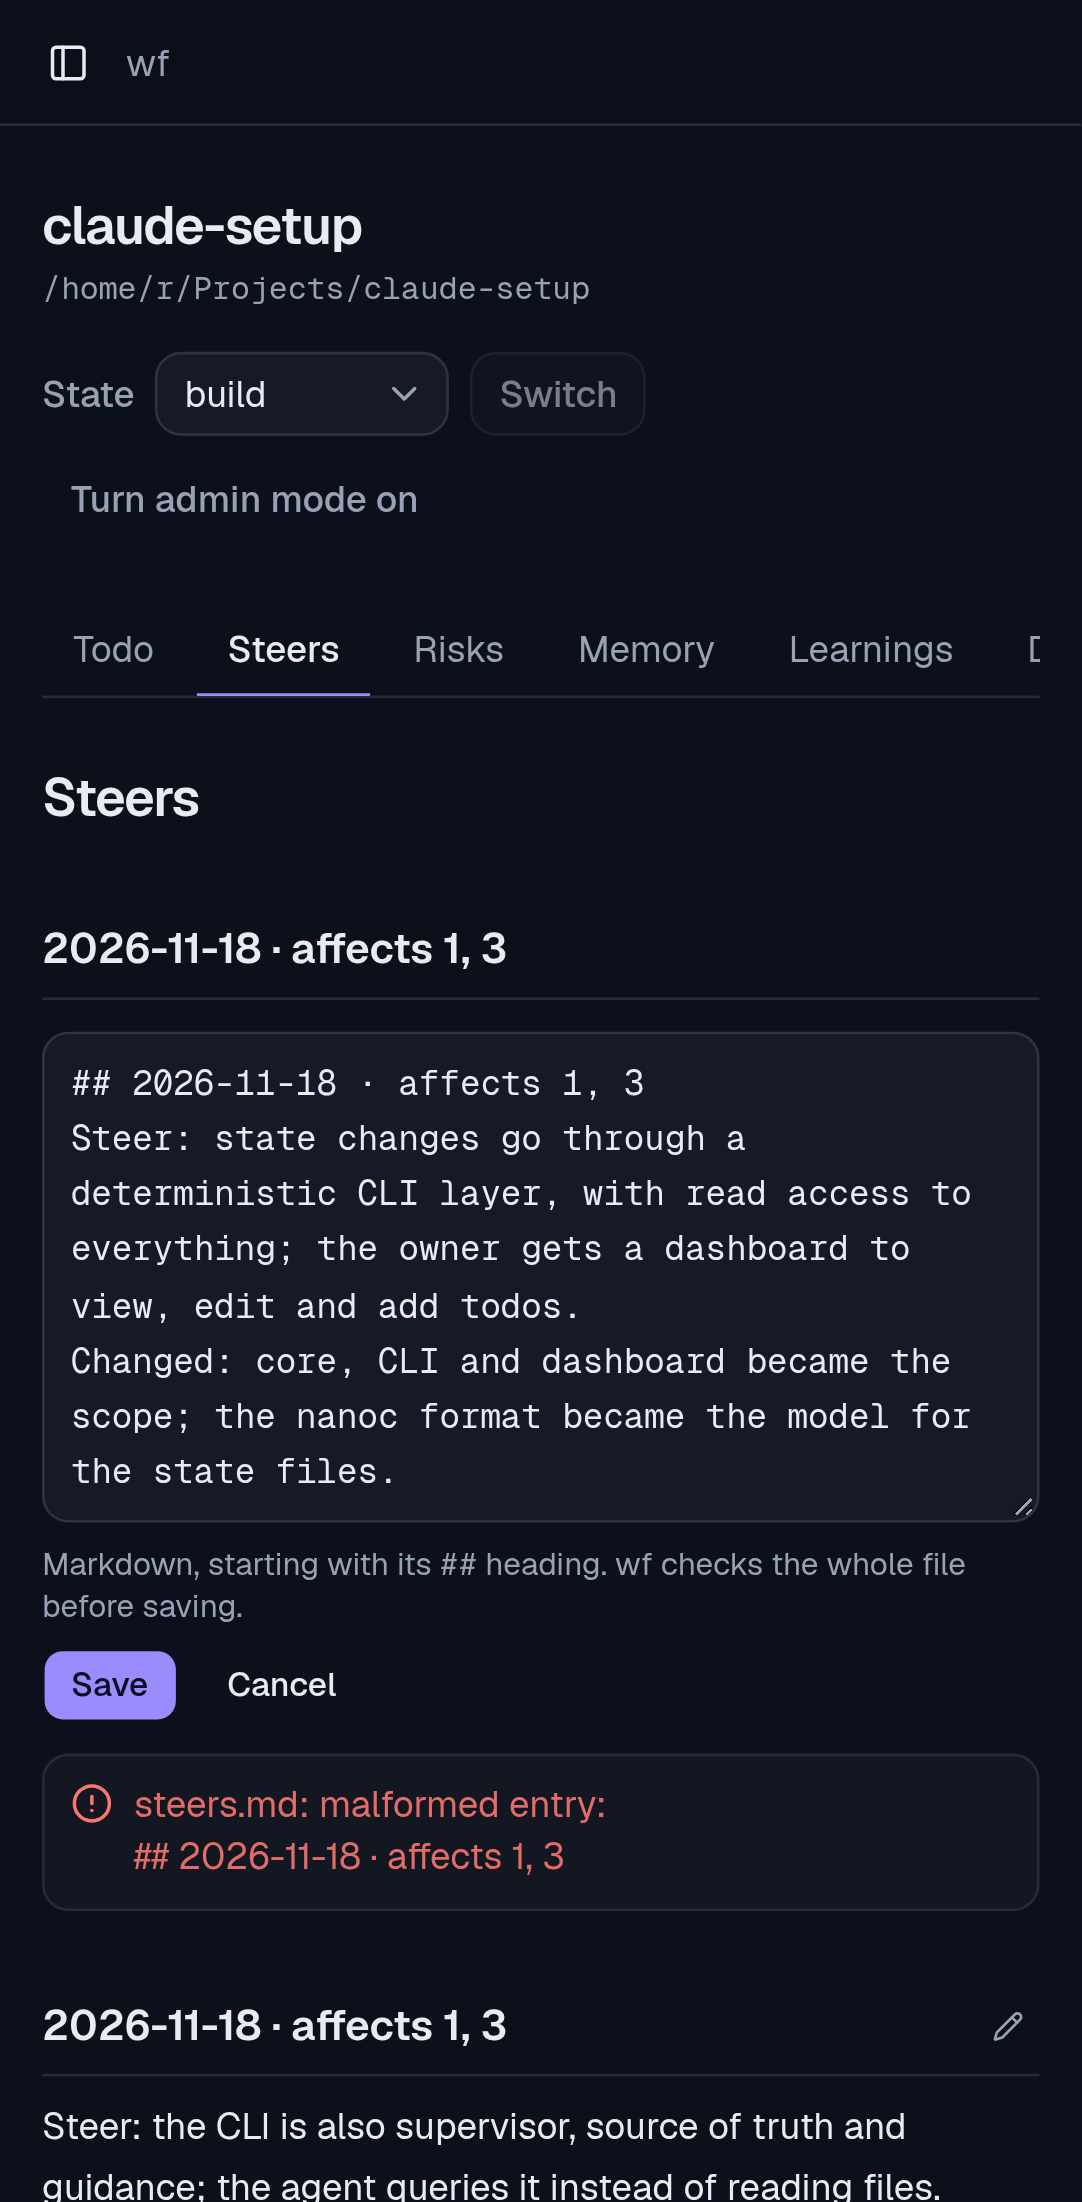 wf
claude-setup
/home/r/Projects/claude-setup
State build Switch
Turn admin mode on
Todo Steers Risks Memory Learnings
Steers
2026-11-18 · affects 1, 3
## 2026-11-18 · affects 1, 3
Steer: state changes go through a
deterministic CLI layer, with read access to
everything; the owner gets a dashboard to
view, edit and add todos.
Changed: core, CLI and dashboard became the
scope; the nanoc format became the model for
the state files.
Markdown, starting with its ## heading. wf checks the whole file
before saving.
Save Cancel
steers.md: malformed entry:
## 2026-11-18 · affects 1, 3
2026-11-18 · affects 1, 3
Steer: the CLI is also supervisor, source of truth and
guidance; the agent queries it instead of reading files.